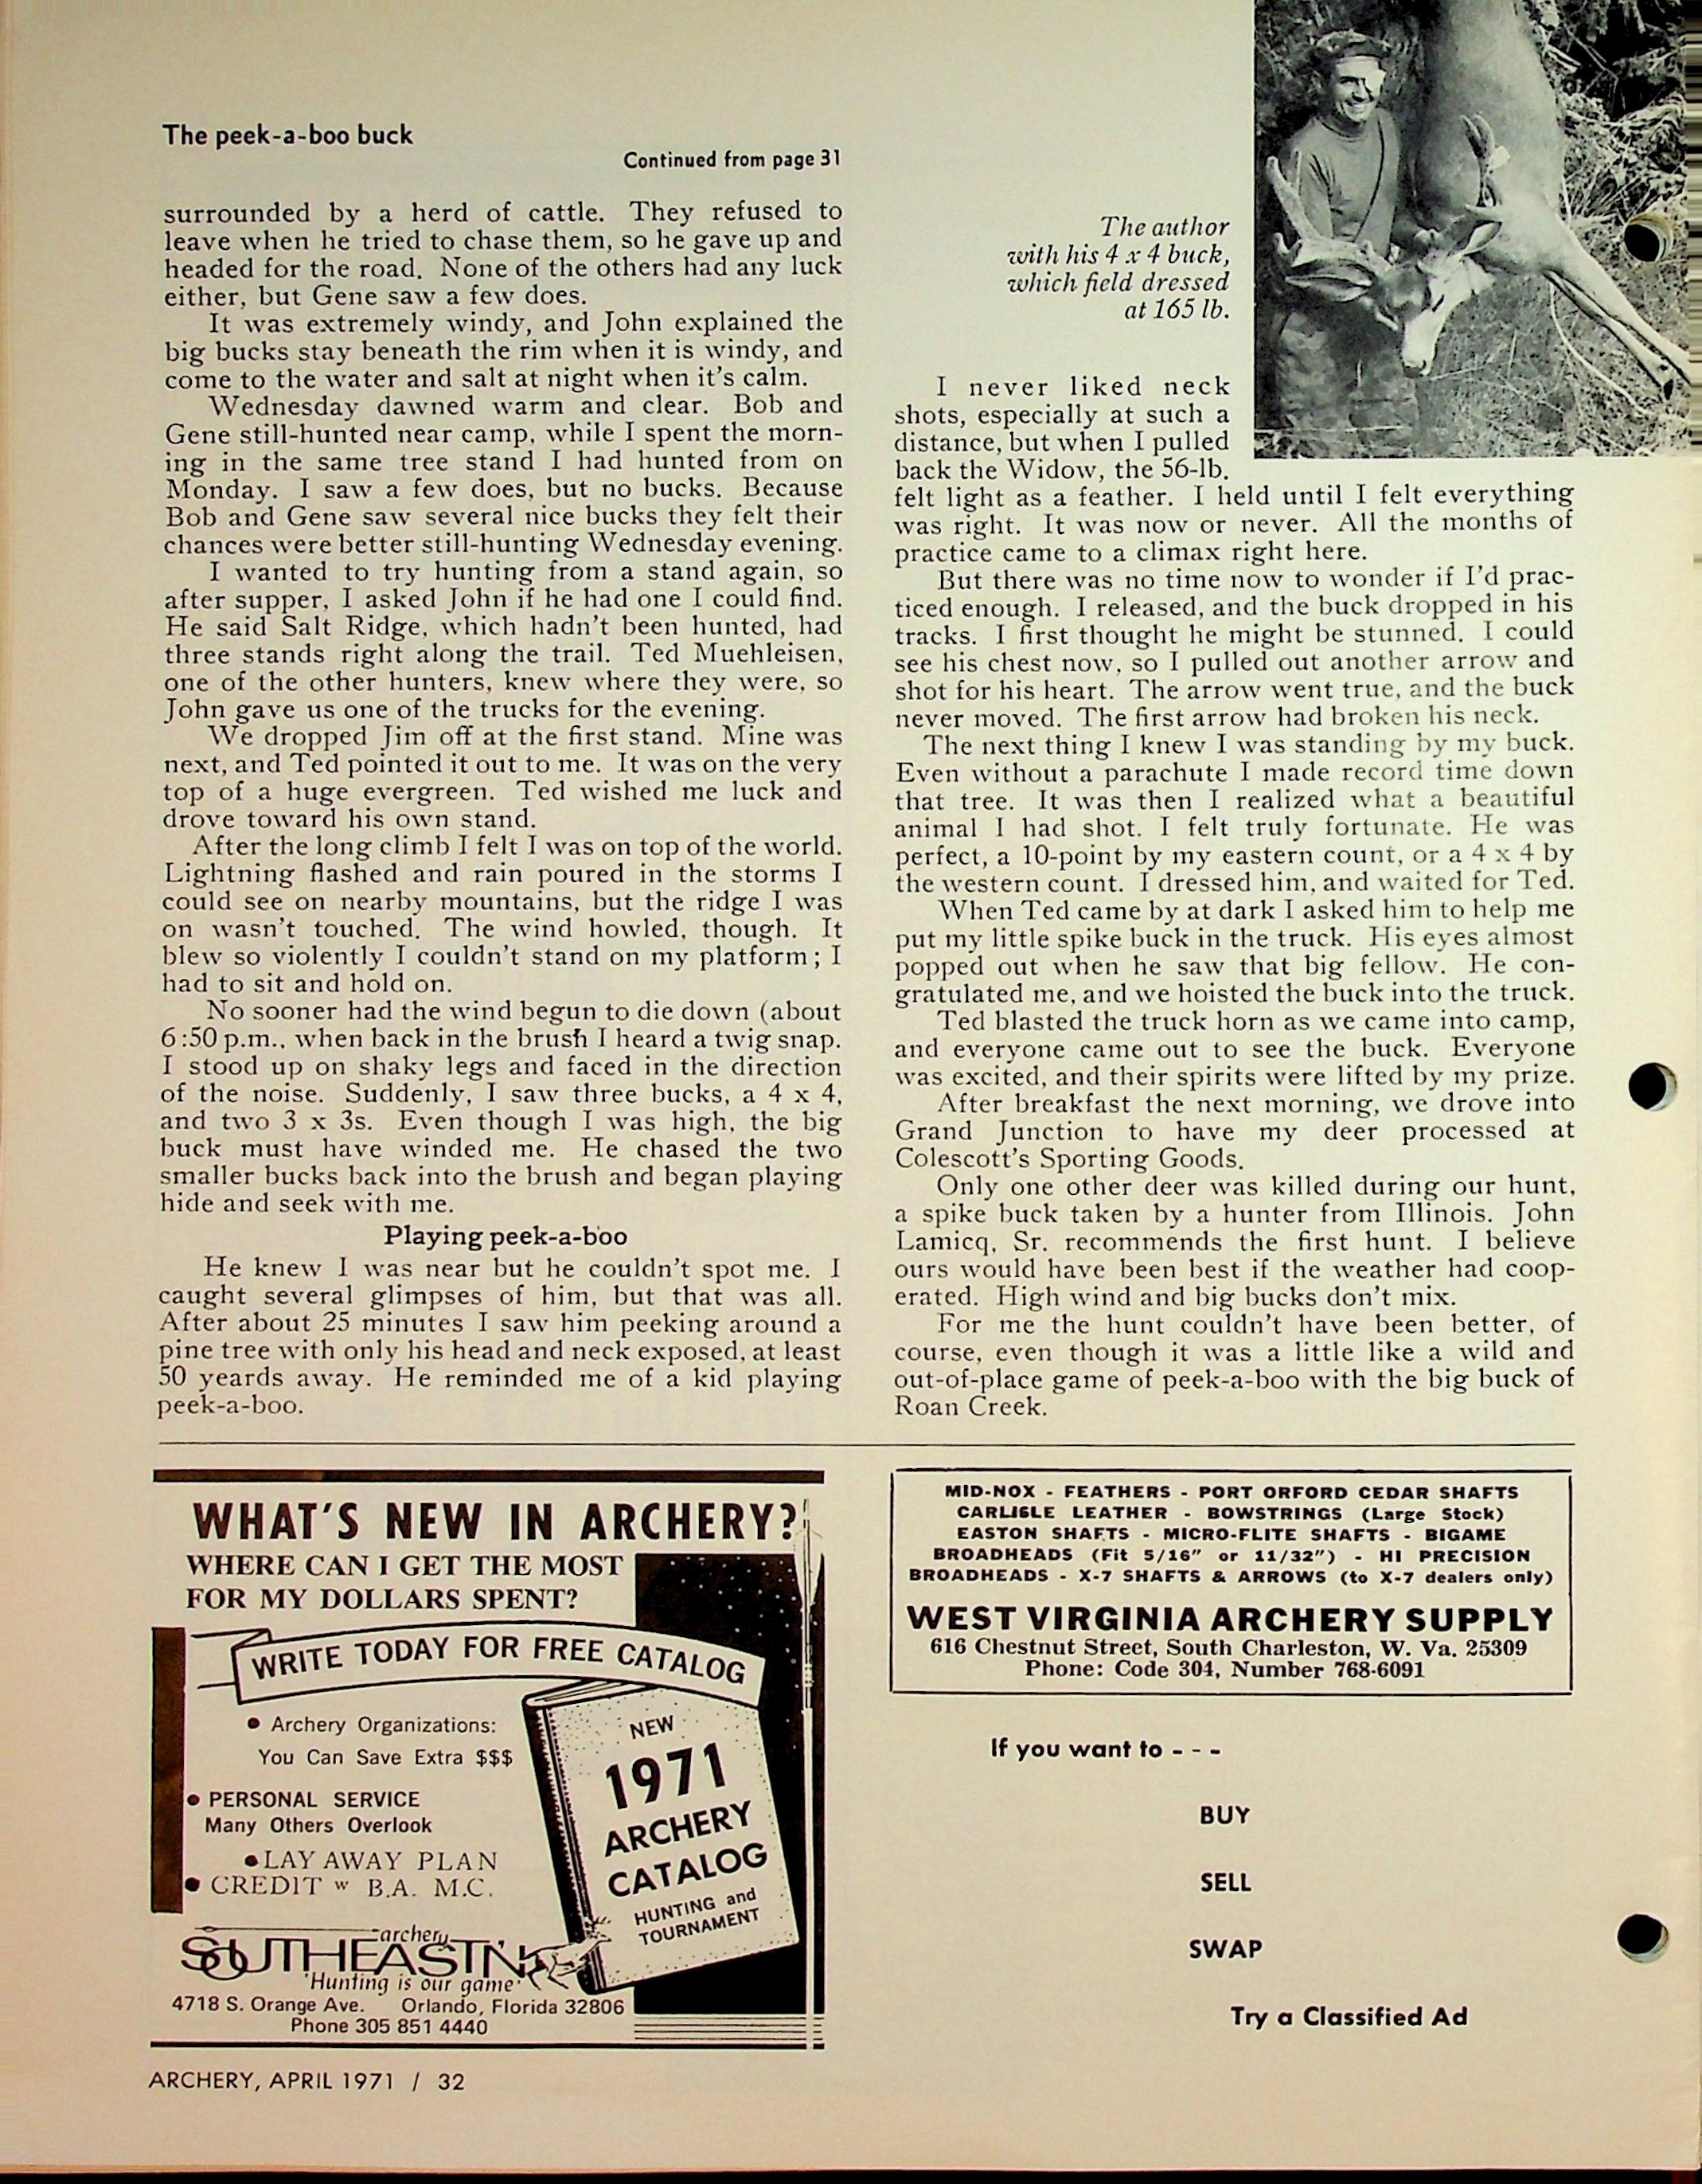 The peek-a-boo buck
Continued from page 31
surrounded by a herd of cattle. They refused to
leave when he tried to chase them, so he gave up and
headed for the road. None of the others had any luck
either, but Gene saw a few does.
It was extremely windy, and John explained the
big bucks stay beneath the rim when it is windy, and
come to the water and salt at night when it's calm.
Wednesday dawned warm and clear. Bob and
Gene still-hunted near camp, while I spent the morn-
ing in the same tree stand I had hunted from on
Monday. I saw a few does, but no bucks. Because
Bob and Gene saw several nice bucks they felt their
chances were better still-hunting Wednesday evening.
I wanted to try hunting from a stand again, so
after supper, I asked John if he had one I could find.
He said Salt Ridge, which hadn't been hunted, had
three stands right along the trail. Ted Muehleisen,
one of the other hunters, knew where they were, so
John gave us one of the trucks for the evening.
We dropped Jim off at the first stand. Mine was
next, and Ted pointed it out to me. It was on the very
top of a huge evergreen. Ted wished me luck and
drove toward his own stand.
After the long climb I felt I was on top of the world.
Lightning flashed and rain poured in the storms I
could see on nearby mountains, but the ridge I was
on wasn't touched. The wind howled, though. It
blew so violently I couldn't stand on my platform; I
had to sit and hold on.
No sooner had the wind begun to die down (about
6:50 p.m., when back in the brush I heard a twig snap.
I stood up on shaky legs and faced in the direction
of the noise. Suddenly, I saw three bucks, a 4 x 4,
and two 3 x 3s. Even though I was high, the big
buck must have winded me. He chased the two
smaller bucks back into the brush and began playing
hide and seek with me.
Playing peek-a-boo
He knew I was near but he couldn't spot me. I
caught several glimpses of him, but that was all.
After about 25 minutes I saw him peeking around a
pine tree with only his head and neck exposed, at least
50 yeards away. He reminded me of a kid playing
peek-a-boo.
The author
with his 4 x 4 buck,
which field dressed
at 165 lb.
I never liked neck
shots, especially at such a
distance, but when I pulled
back the Widow, the 56-lb.
felt light as a feather. I held until I felt everything
was right. It was now or never. All the months of
practice came to a climax right here.
But there was no time now to wonder if I'd prac-
ticed enough. I released, and the buck dropped in his
tracks. I first thought he might be stunned. I could
see his chest now, so I pulled out another arrow and
shot for his heart. The arrow went true, and the buck
never moved. The first arrow had broken his neck.
The next thing I knew I was standing by my buck.
Even without a parachute I made record time down
that tree. It was then I realized what a beautiful
animal I had shot. I felt truly fortunate. He was
perfect, a 10-point by my eastern count, or a 4 x 4 by
the western count. I dressed him, and waited for Ted.
When Ted came by at dark I asked him to help me
put my little spike buck in the truck. His eyes almost
popped out when he saw that big fellow. He con-
gratulated me, and we hoisted the buck into the truck.
Ted blasted the truck horn as we came into camp,
and everyone came out to see the buck. Everyone
was excited, and their spirits were lifted by my prize.
After breakfast the next morning, we drove into
Grand Junction to have my deer processed at
Colescott's Sporting Goods.
Only one other deer was killed during our hunt,
a spike buck taken by a hunter from Illinois. John
Lamicq, Sr. recommends the first hunt. I believe
ours would have been best if the weather had coop-
erated. High wind and big bucks don't mix.
For me the hunt couldn't have been better, of
course, even though it was a little like a wild and
out-of-place game of peek-a-boo with the big buck of
Roan Creek.
WHAT'S NEW IN ARCHERY?
WHERE CAN I GET THE MOST
FOR MY DOLLARS SPENT?
WRITE TODAY FOR FREE CATALOG
• Archery Organizations:
You Can Save Extra $$$
• PERSONAL SERVICE
Many Others Overlook
• LAY AWAY PLAN
• CREDIT w B.A. M.C.
NEW
1971
ARCHERY
CATALOG
HUNTING and
TOURNAMENT
archery
SOUTHEASTN
'Hunting is our game'
4718 S. Orange Ave. Orlando, Florida 32806
Phone 305 851 4440
MID-NOX - FEATHERS - PORT ORFORD CEDAR SHAFTS
CARLISLE LEATHER - BOWSTRINGS (Large Stock)
EASTON SHAFTS - MICRO-FLITE SHAFTS - BIGAME
BROADHEADS (Fit 5/16" or 11/32") - HI PRECISION
BROADHEADS - X-7 SHAFTS & ARROWS (to X-7 dealers only)
WEST VIRGINIA ARCHERY SUPPLY
616 Chestnut Street, South Charleston, W. Va. 25309
Phone: Code 304, Number 768-6091
If you want to - - -
BUY
SELL
SWAP
Try a Classified Ad
ARCHERY, APRIL 1971 / 32